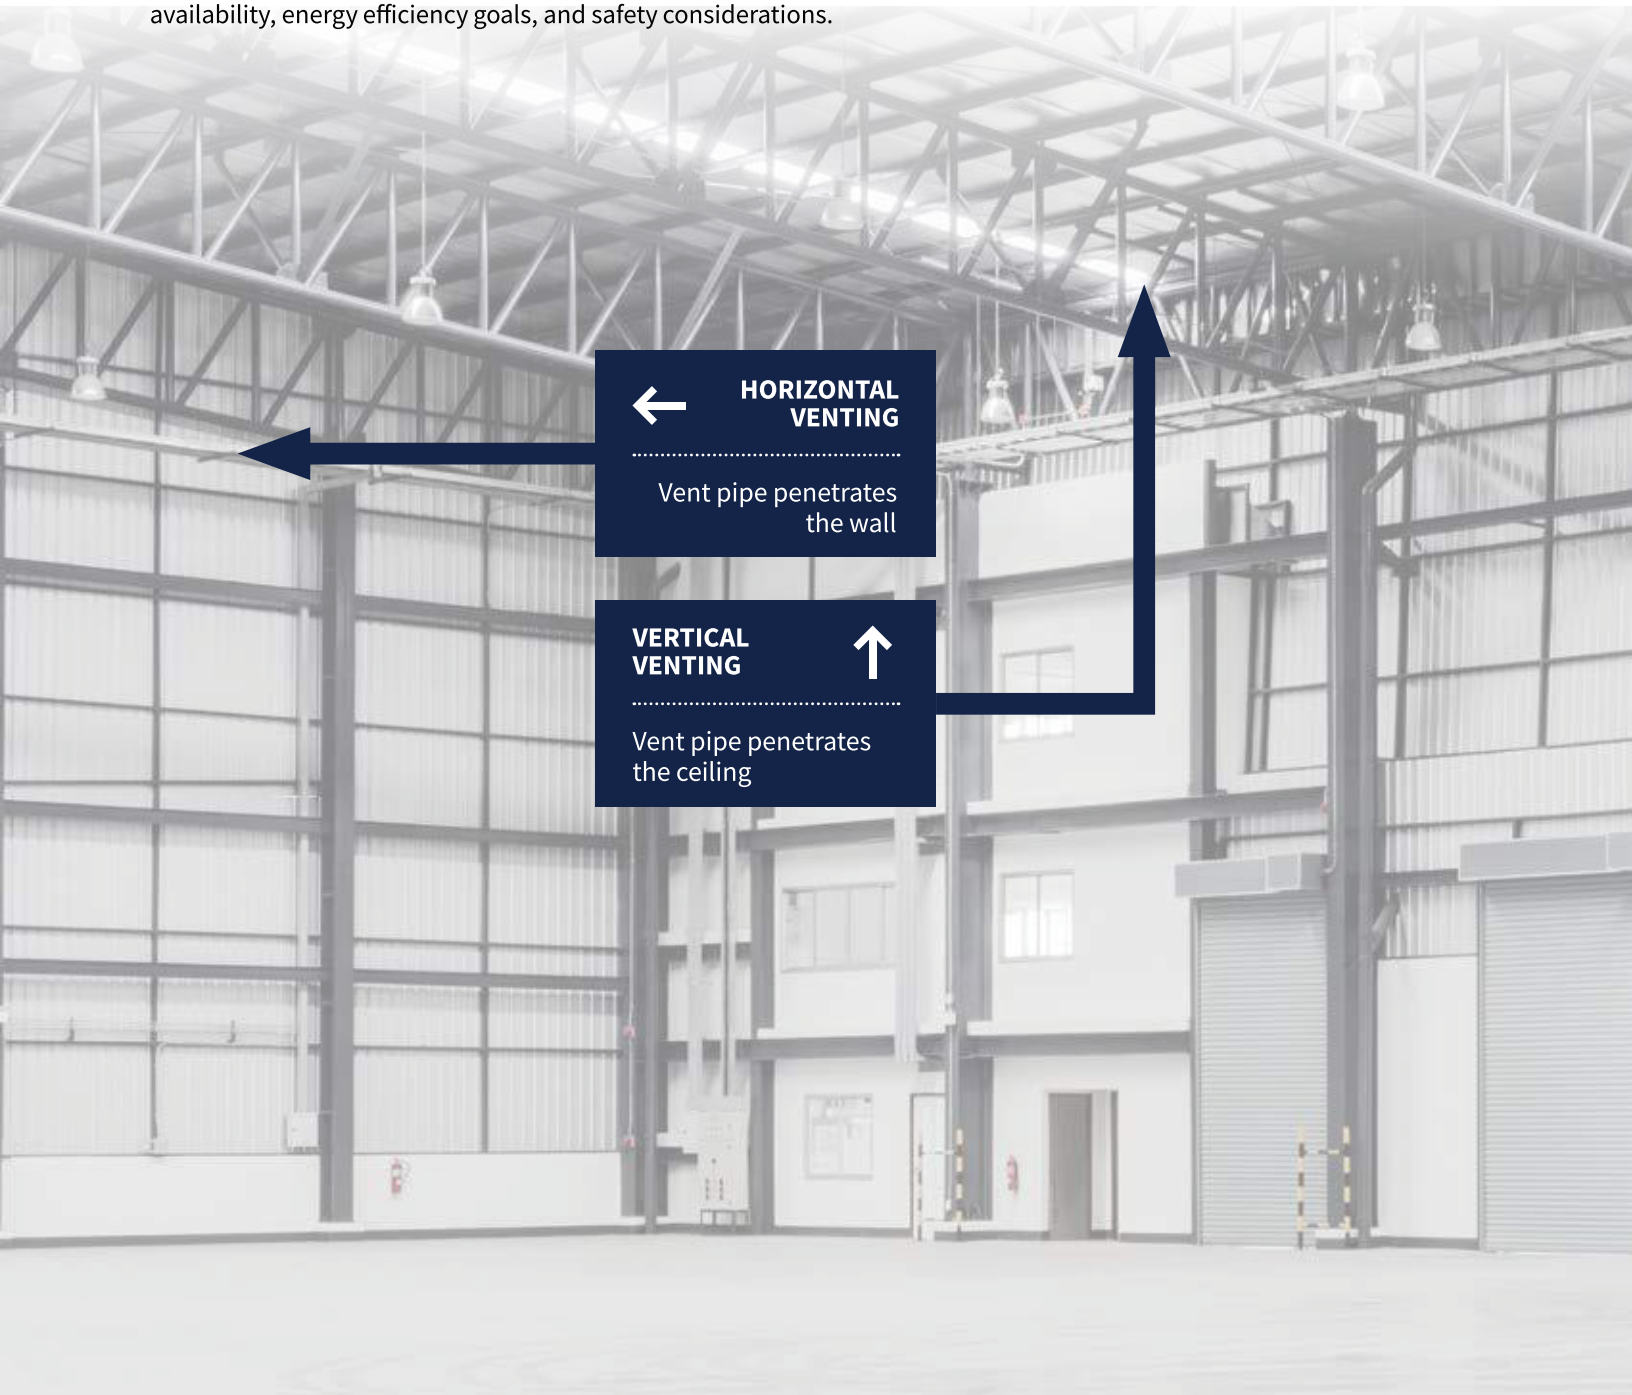 availability, energy efficiency goals, and safety considerations.
HORIZONTAL
VENTING
Vent pipe penetrates
the wall
VERTICAL
VENTING
Vent pipe penetrates
the ceiling